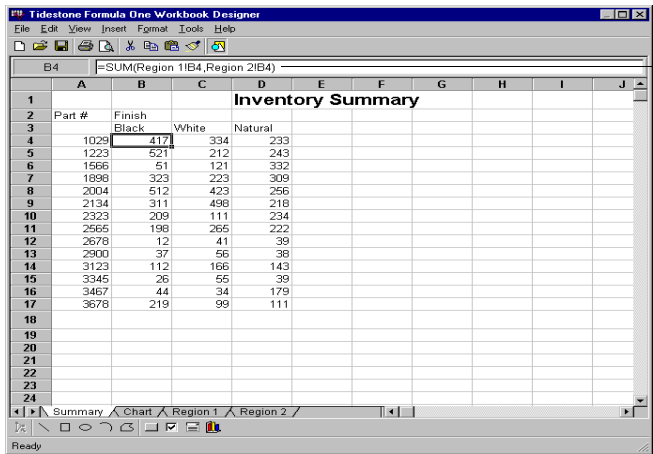 Tidestone Formula One Workbook Designer
File Edit View Insert Format Tools Help
B4 =SUM(Region 1!B4,Region 2!B4)
A B C D E F G H I J
1 Inventory Summary
2 Part # Finish
3 Black White Natural
4 1029 417 334 233
5 1223 521 212 243
6 1566 51 121 332
7 1898 323 223 309
8 2004 512 423 256
9 2134 311 498 218
10 2323 209 111 234
11 2565 198 265 222
12 2678 12 41 39
13 2900 37 56 38
14 3123 112 166 143
15 3345 26 55 39
16 3467 44 34 179
17 3678 219 99 111
18
19
20
21
22
23
24
Summary Chart Region 1 Region 2
Ready